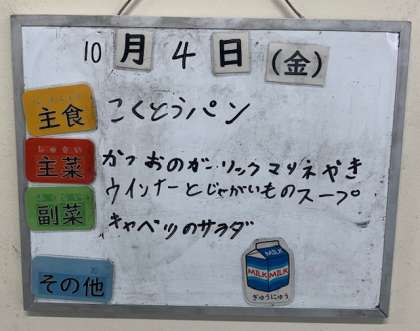 10月4日(金)
主食 こくとうパン
主菜 かつおのガーリックマリネやき
ウインナーとじゃがいものスープ
副菜 キャベツのサラダ
その他
MILK MILK
ぎゅうにゅう